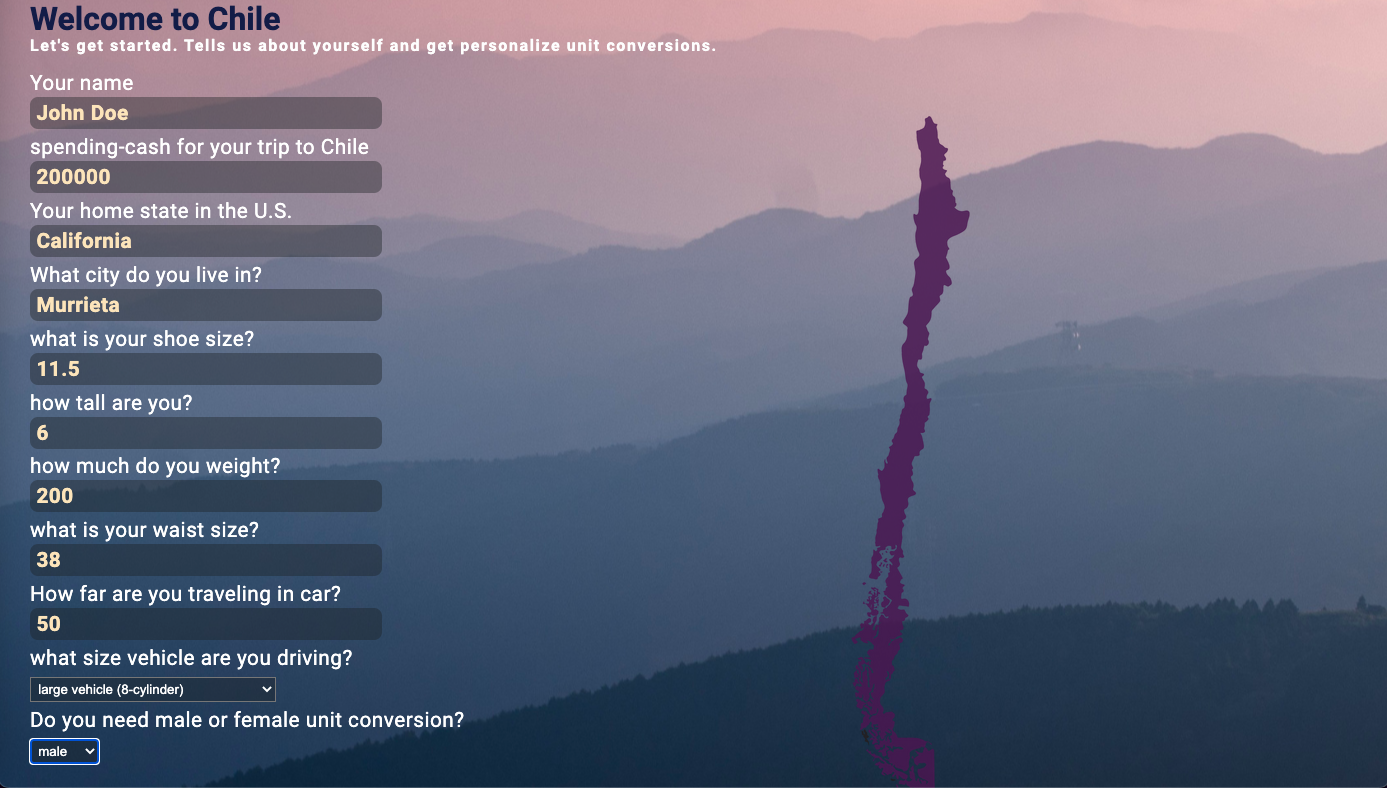 Welcome to Chile
Let's get started. Tells us about yourself and get personalize unit conversions.
Your name
John Doe
spending-cash for your trip to Chile
200000
Your home state in the U.S.
California
What city do you live in?
Murrieta
what is your shoe size?
11.5
how tall are you?
6
how much do you weight?
200
what is your waist size?
38
How far are you traveling in car?
50
what size vehicle are you driving?
large vehicle (8-cylinder)
Do you need male or female unit conversion?
male